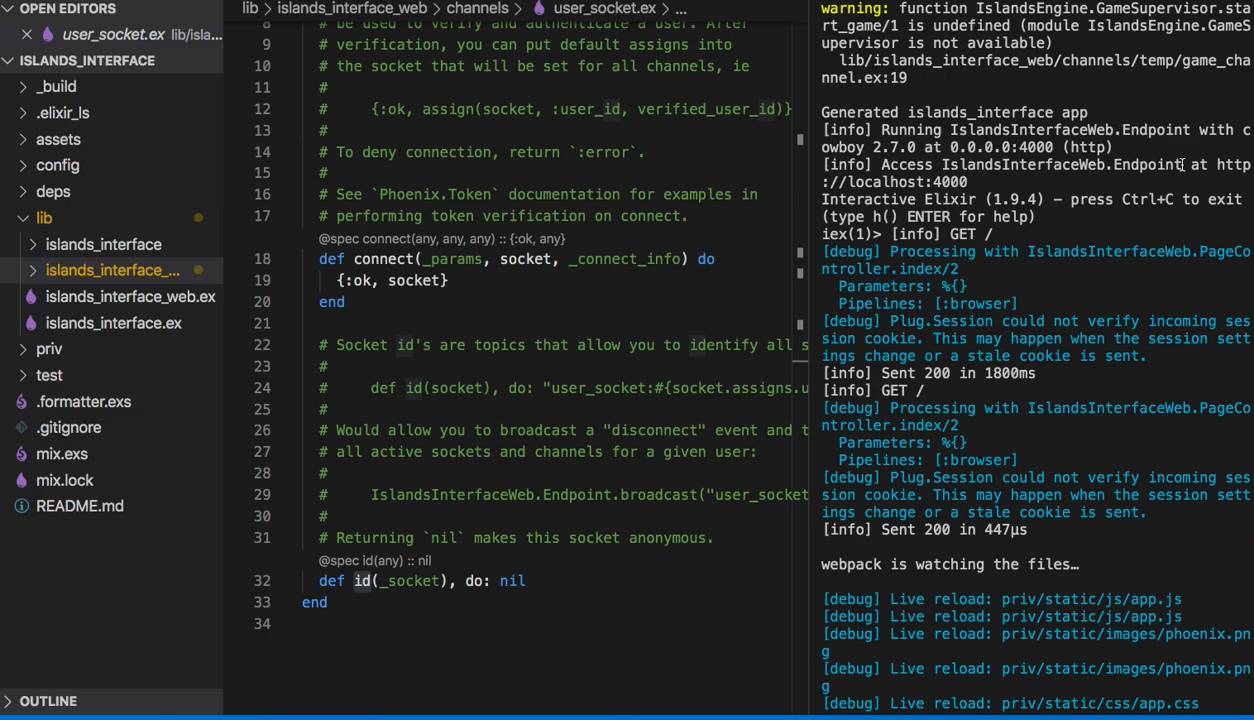 OPEN EDITORS
user_socket.ex lib/isla...
ISLANDS_INTERFACE
_build
.elixir_ls
assets
config
deps
lib
islands_interface
islands_interface_...
islands_interface_web.ex
islands_interface.ex
priv
test
.formatter.exs
.gitignore
mix.exs
mix.lock
README.md
OUTLINE
lib > islands_interface_web > channels > user_socket.ex > ...
8 # be used to verify and authenticate a user. After
9 # verification, you can put default assigns into
10 # the socket that will be set for all channels, ie
11 #
12 #     {:ok, assign(socket, :user_id, verified_user_id)}
13 #
14 # To deny connection, return `:error`.
15 #
16 # See `Phoenix.Token` documentation for examples in
17 # performing token verification on connect.
@spec connect(any, any, any) :: {:ok, any}
18 def connect(_params, socket, _connect_info) do
19   {:ok, socket}
20 end
21
22 # Socket id's are topics that allow you to identify all s
23 #
24 #     def id(socket), do: "user_socket:#{socket.assigns.u
25 #
26 # Would allow you to broadcast a "disconnect" event and t
27 # all active sockets and channels for a given user:
28 #
29 #     IslandsInterfaceWeb.Endpoint.broadcast("user_socket
30 #
31 # Returning `nil` makes this socket anonymous.
@spec id(any) :: nil
32 def id(_socket), do: nil
33 end
34
warning: function IslandsEngine.GameSupervisor.sta
rt_game/1 is undefined (module IslandsEngine.GameS
upervisor is not available)
  lib/islands_interface_web/channels/temp/game_cha
nnel.ex:19
Generated islands_interface app
[info] Running IslandsInterfaceWeb.Endpoint with c
owboy 2.7.0 at 0.0.0.0:4000 (http)
[info] Access IslandsInterfaceWeb.Endpoint at http
://localhost:4000
Interactive Elixir (1.9.4) - press Ctrl+C to exit
(type h() ENTER for help)
iex(1)> [info] GET /
[debug] Processing with IslandsInterfaceWeb.PageCo
ntroller.index/2
  Parameters: %{}
  Pipelines: [:browser]
[debug] Plug.Session could not verify incoming ses
sion cookie. This may happen when the session sett
ings change or a stale cookie is sent.
[info] Sent 200 in 1800ms
[info] GET /
[debug] Processing with IslandsInterfaceWeb.PageCo
ntroller.index/2
  Parameters: %{}
  Pipelines: [:browser]
[debug] Plug.Session could not verify incoming ses
sion cookie. This may happen when the session sett
ings change or a stale cookie is sent.
[info] Sent 200 in 447µs
webpack is watching the files…
[debug] Live reload: priv/static/js/app.js
[debug] Live reload: priv/static/js/app.js
[debug] Live reload: priv/static/images/phoenix.pn
g
[debug] Live reload: priv/static/images/phoenix.pn
g
[debug] Live reload: priv/static/css/app.css